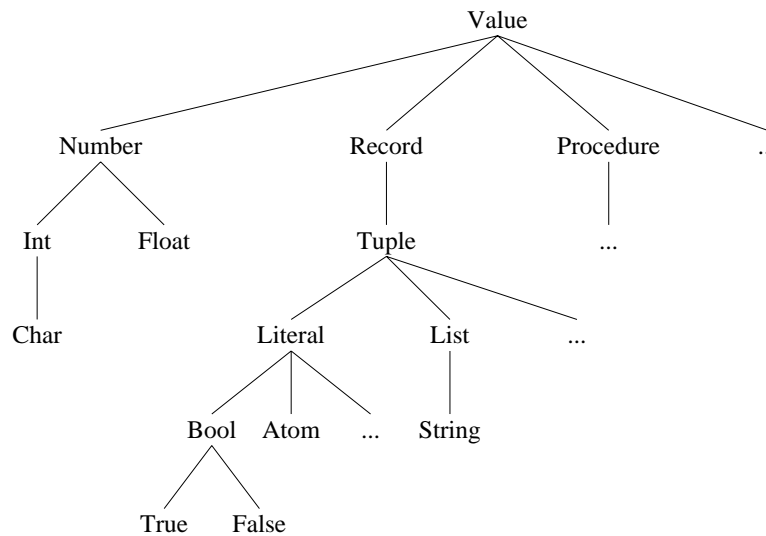 Value
Number Record Procedure ..
Int Float Tuple ...
Char Literal List ...
Bool Atom ... String
True False